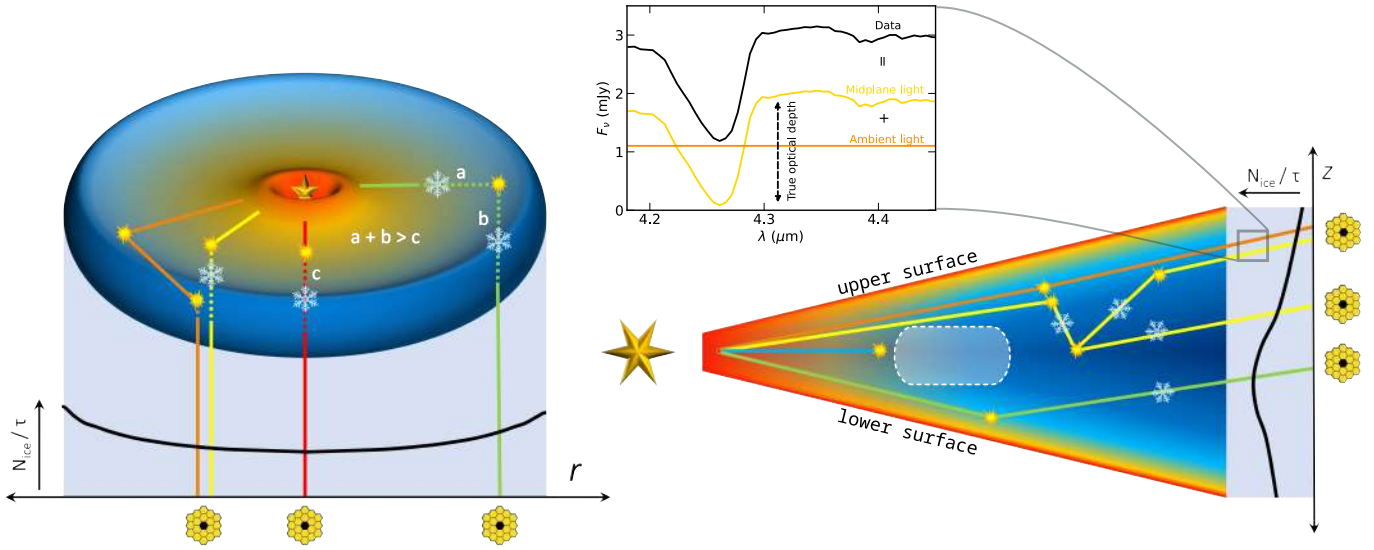 a
b
a + b > c
c
N_ice / τ
r
F_ν (mJy)
3
2
1
0
4.2
4.3
4.4
λ (μm)
Data
=
Midplane light
+
Ambient light
True optical depth
upper surface
lower surface
N_ice / τ
Z